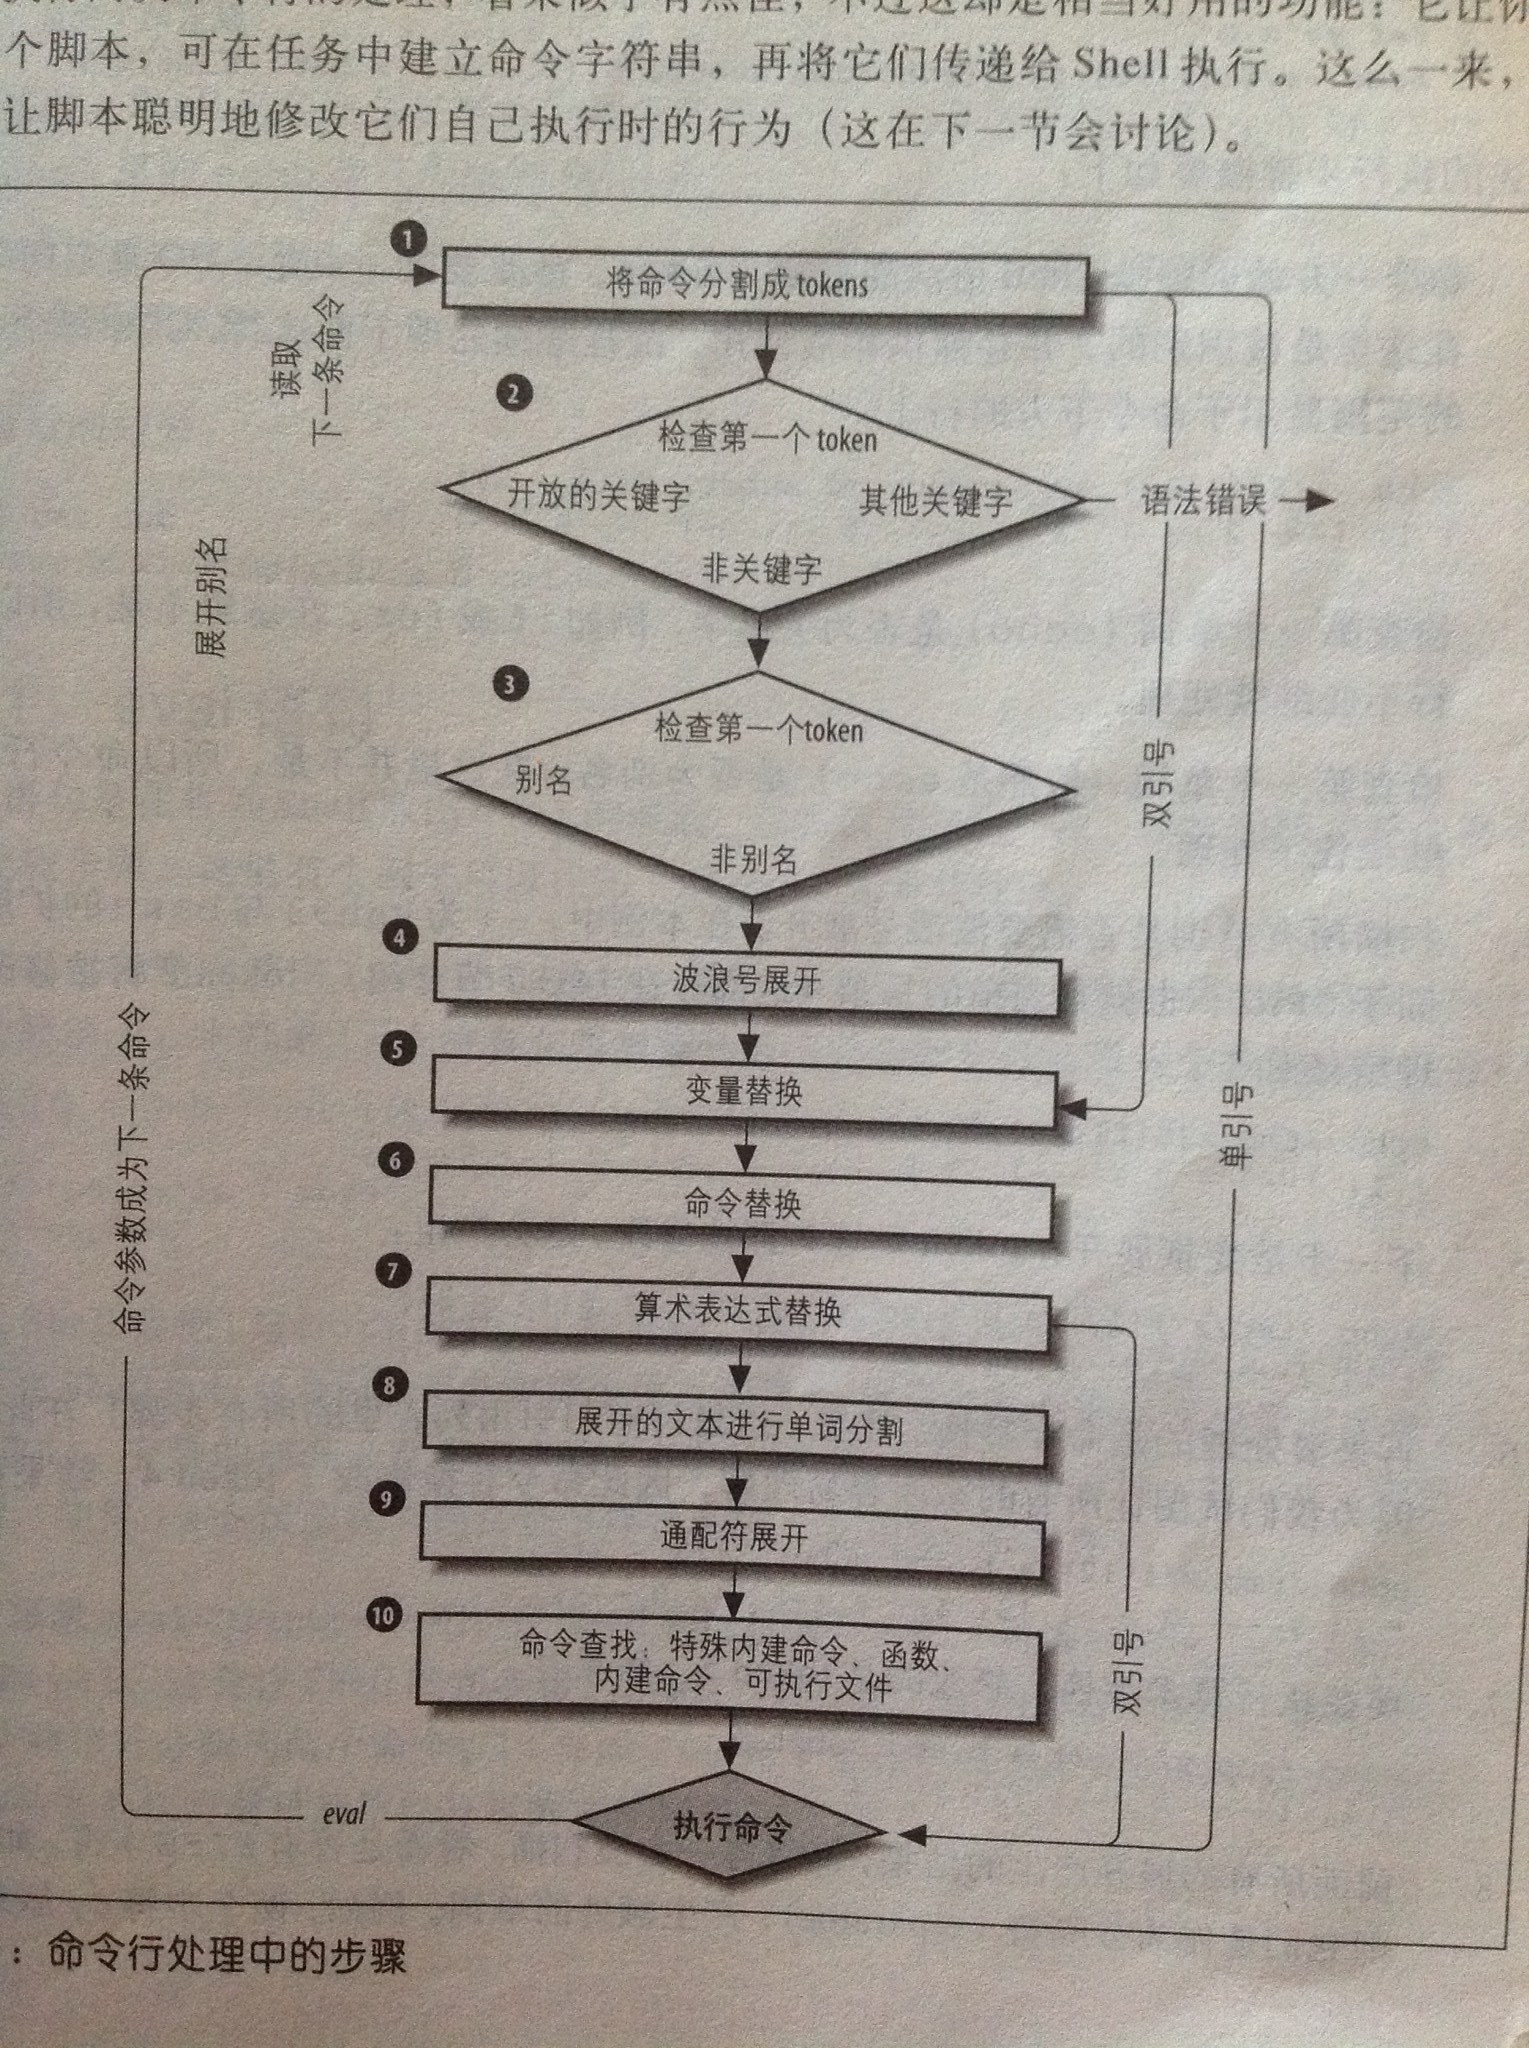 个脚本，可在任务中建立命令字符串，再将它们传递给 Shell 执行。这么一来，
让脚本聪明地修改它们自己执行时的行为（这在下一节会讨论）。
1
将命令分割成 tokens
读取
下一条命令
2
检查第一个 token
开放的关键字
其他关键字
语法错误
非关键字
展开别名
3
检查第一个token
别名
双引号
非别名
4
波浪号展开
5
变量替换
命令参数成为下一条命令
单引号
6
命令替换
7
算术表达式替换
8
展开的文本进行单词分割
9
通配符展开
10
命令查找：特殊内建命令、函数、
内建命令、可执行文件
双引号
eval
执行命令
：命令行处理中的步骤